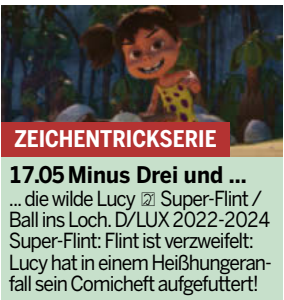 ZEICHENTRICKSERIE
17.05 Minus Drei und ...
... die wilde Lucy Super-Flint /
Ball ins Loch. D/LUX 2022-2024
Super-Flint: Flint ist verzweifelt:
Lucy hat in einem Heißhungeran-
fall sein Comicheft aufgefuttert!